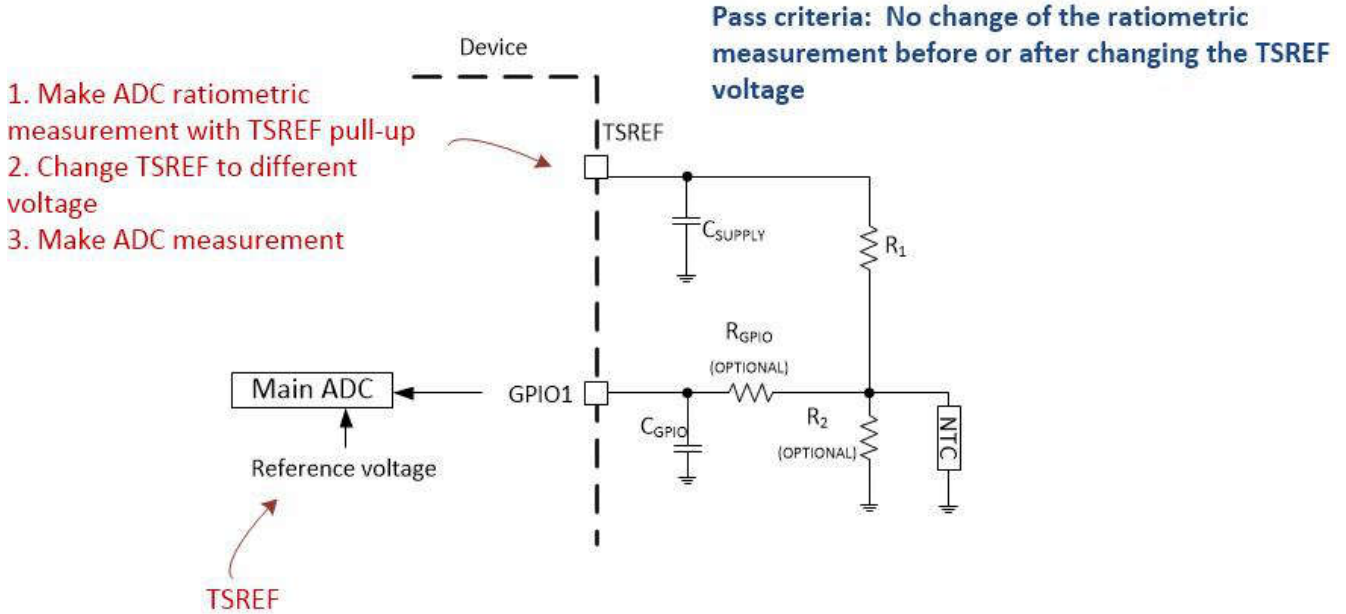 Pass criteria: No change of the ratiometric
measurement before or after changing the TSREF
voltage
Device
1. Make ADC ratiometric
measurement with TSREF pull-up
2. Change TSREF to different
voltage
3. Make ADC measurement
TSREF
CSUPPLY
R1
RGPIO
(OPTIONAL)
Main ADC
GPIO1
CGPIO
R2
(OPTIONAL)
NTC
Reference voltage
TSREF